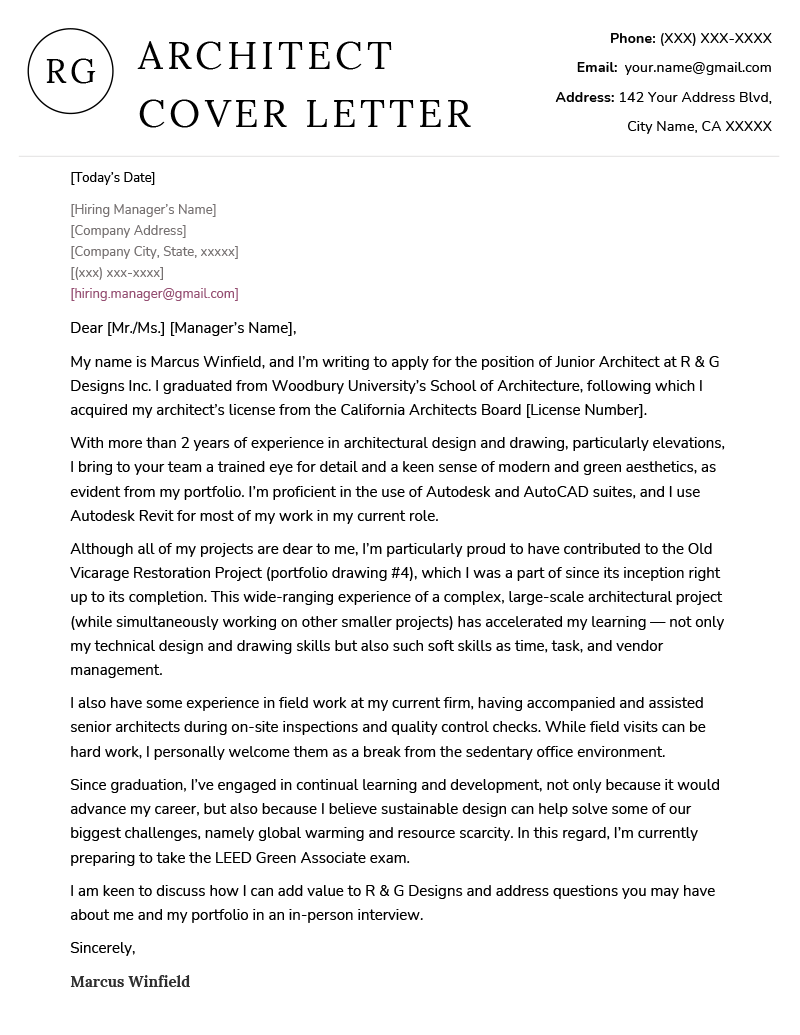 RG
ARCHITECT
COVER LETTER
Phone: (XXX) XXX-XXXX
Email: your.name@gmail.com
Address: 142 Your Address Blvd,
City Name, CA XXXXX
[Today’s Date]
[Hiring Manager’s Name]
[Company Address]
[Company City, State, xxxxx]
[(xxx) xxx-xxxx]
[hiring.manager@gmail.com]
Dear [Mr./Ms.] [Manager’s Name],
My name is Marcus Winfield, and I’m writing to apply for the position of Junior Architect at R & G
Designs Inc. I graduated from Woodbury University’s School of Architecture, following which I
acquired my architect’s license from the California Architects Board [License Number].
With more than 2 years of experience in architectural design and drawing, particularly elevations,
I bring to your team a trained eye for detail and a keen sense of modern and green aesthetics, as
evident from my portfolio. I’m proficient in the use of Autodesk and AutoCAD suites, and I use
Autodesk Revit for most of my work in my current role.
Although all of my projects are dear to me, I’m particularly proud to have contributed to the Old
Vicarage Restoration Project (portfolio drawing #4), which I was a part of since its inception right
up to its completion. This wide-ranging experience of a complex, large-scale architectural project
(while simultaneously working on other smaller projects) has accelerated my learning — not only
my technical design and drawing skills but also such soft skills as time, task, and vendor
management.
I also have some experience in field work at my current firm, having accompanied and assisted
senior architects during on-site inspections and quality control checks. While field visits can be
hard work, I personally welcome them as a break from the sedentary office environment.
Since graduation, I’ve engaged in continual learning and development, not only because it would
advance my career, but also because I believe sustainable design can help solve some of our
biggest challenges, namely global warming and resource scarcity. In this regard, I’m currently
preparing to take the LEED Green Associate exam.
I am keen to discuss how I can add value to R & G Designs and address questions you may have
about me and my portfolio in an in-person interview.
Sincerely,
Marcus Winfield